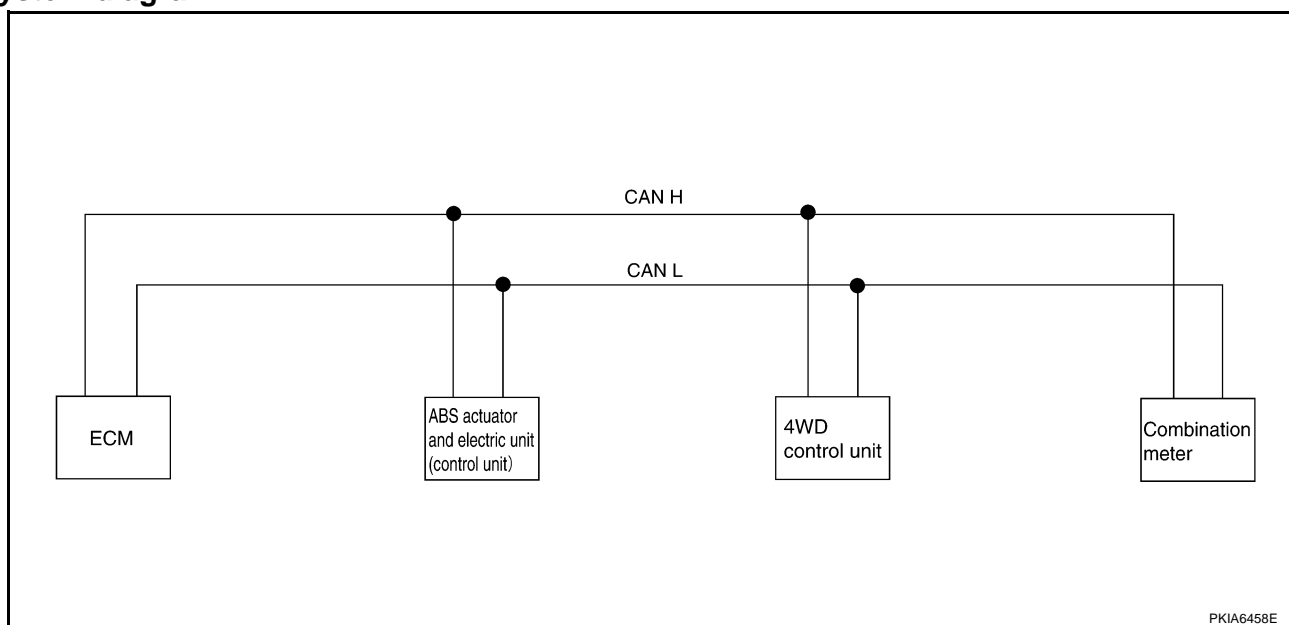 CAN H
CAN L
ECM
ABS actuator
and electric unit
(control unit)
4WD
control unit
Combination
meter
PKIA6458E